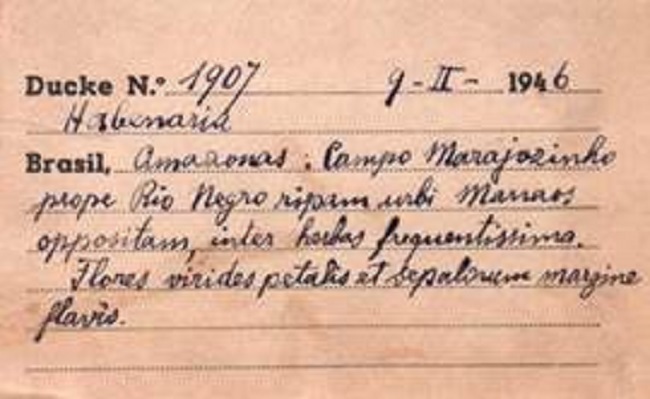 Ducke N.º 1907 9-II- 1946
Habenaria
Brasil, Amazonas: Campo Marajozinho
prope Rio Negro ripam urbi Manaos
oppositam, inter herbas frequentissima.
Flores virides petalis et sepalorum margine
flavis.